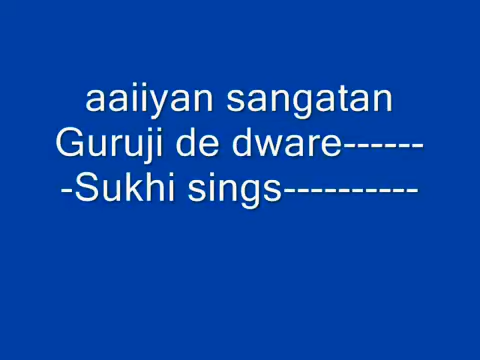 aaiiyan sangatan
Guruji de dware------
-Sukhi sings----------